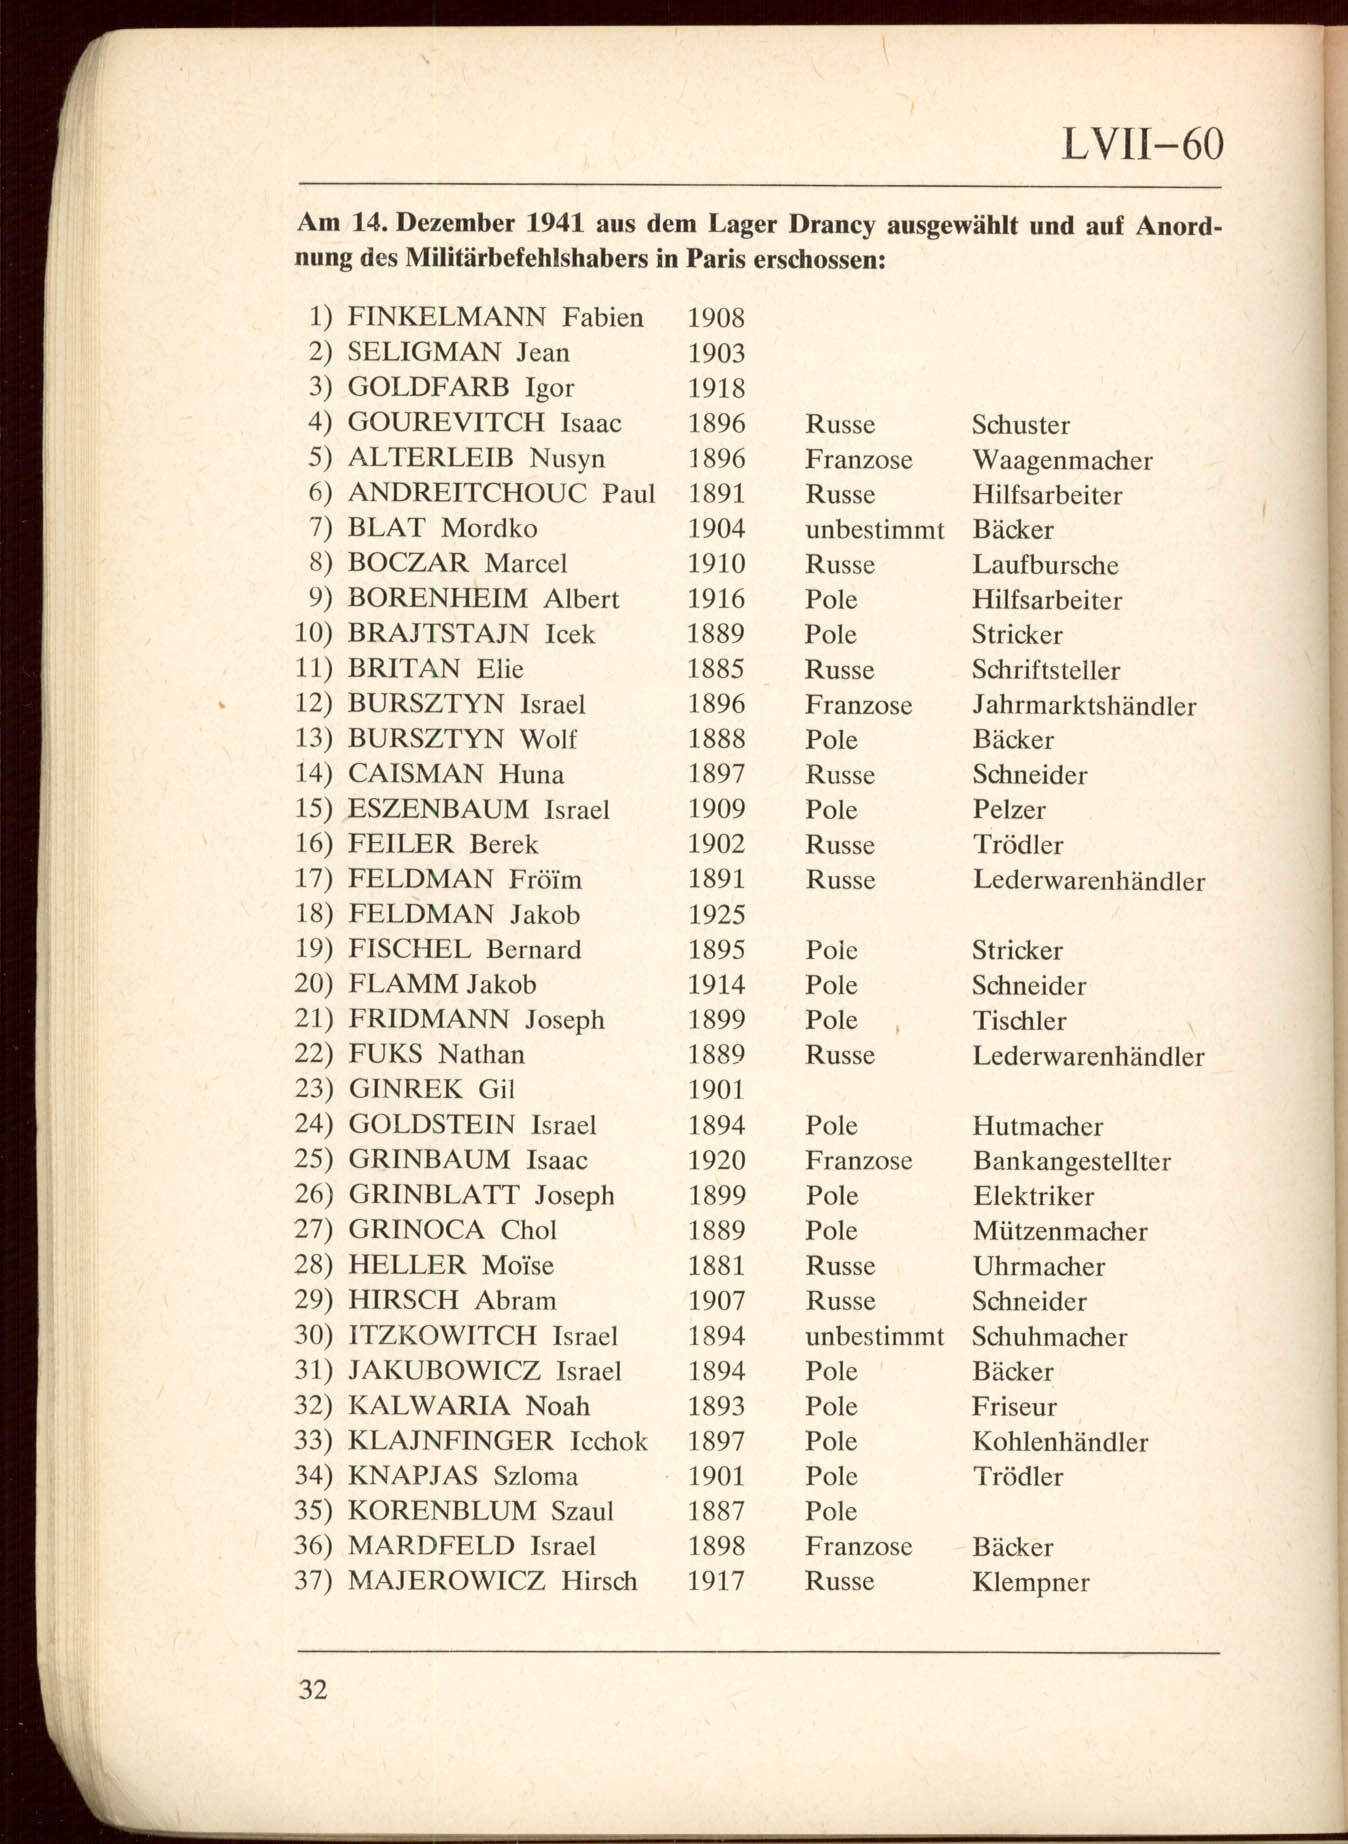 LVII–60
Am 14. Dezember 1941 aus dem Lager Drancy ausgewählt und auf Anord-
nung des Militärbefehlshabers in Paris erschossen:
1) FINKELMANN Fabien 1908
2) SELIGMAN Jean 1903
3) GOLDFARB Igor 1918
4) GOUREVITCH Isaac 1896 Russe Schuster
5) ALTERLEIB Nusyn 1896 Franzose Waagenmacher
6) ANDREITCHOUC Paul 1891 Russe Hilfsarbeiter
7) BLAT Mordko 1904 unbestimmt Bäcker
8) BOCZAR Marcel 1910 Russe Laufbursche
9) BORENHEIM Albert 1916 Pole Hilfsarbeiter
10) BRAJTSTAJN Icek 1889 Pole Stricker
11) BRITAN Elie 1885 Russe Schriftsteller
12) BURSZTYN Israel 1896 Franzose Jahrmarktshändler
13) BURSZTYN Wolf 1888 Pole Bäcker
14) CAISMAN Huna 1897 Russe Schneider
15) ESZENBAUM Israel 1909 Pole Pelzer
16) FEILER Berek 1902 Russe Trödler
17) FELDMAN Fröïm 1891 Russe Lederwarenhändler
18) FELDMAN Jakob 1925
19) FISCHEL Bernard 1895 Pole Stricker
20) FLAMM Jakob 1914 Pole Schneider
21) FRIDMANN Joseph 1899 Pole Tischler
22) FUKS Nathan 1889 Russe Lederwarenhändler
23) GINREK Gil 1901
24) GOLDSTEIN Israel 1894 Pole Hutmacher
25) GRINBAUM Isaac 1920 Franzose Bankangestellter
26) GRINBLATT Joseph 1899 Pole Elektriker
27) GRINOCA Chol 1889 Pole Mützenmacher
28) HELLER Moïse 1881 Russe Uhrmacher
29) HIRSCH Abram 1907 Russe Schneider
30) ITZKOWITCH Israel 1894 unbestimmt Schuhmacher
31) JAKUBOWICZ Israel 1894 Pole Bäcker
32) KALWARIA Noah 1893 Pole Friseur
33) KLAJNFINGER Icchok 1897 Pole Kohlenhändler
34) KNAPJAS Szloma 1901 Pole Trödler
35) KORENBLUM Szaul 1887 Pole
36) MARDFELD Israel 1898 Franzose Bäcker
37) MAJEROWICZ Hirsch 1917 Russe Klempner
32